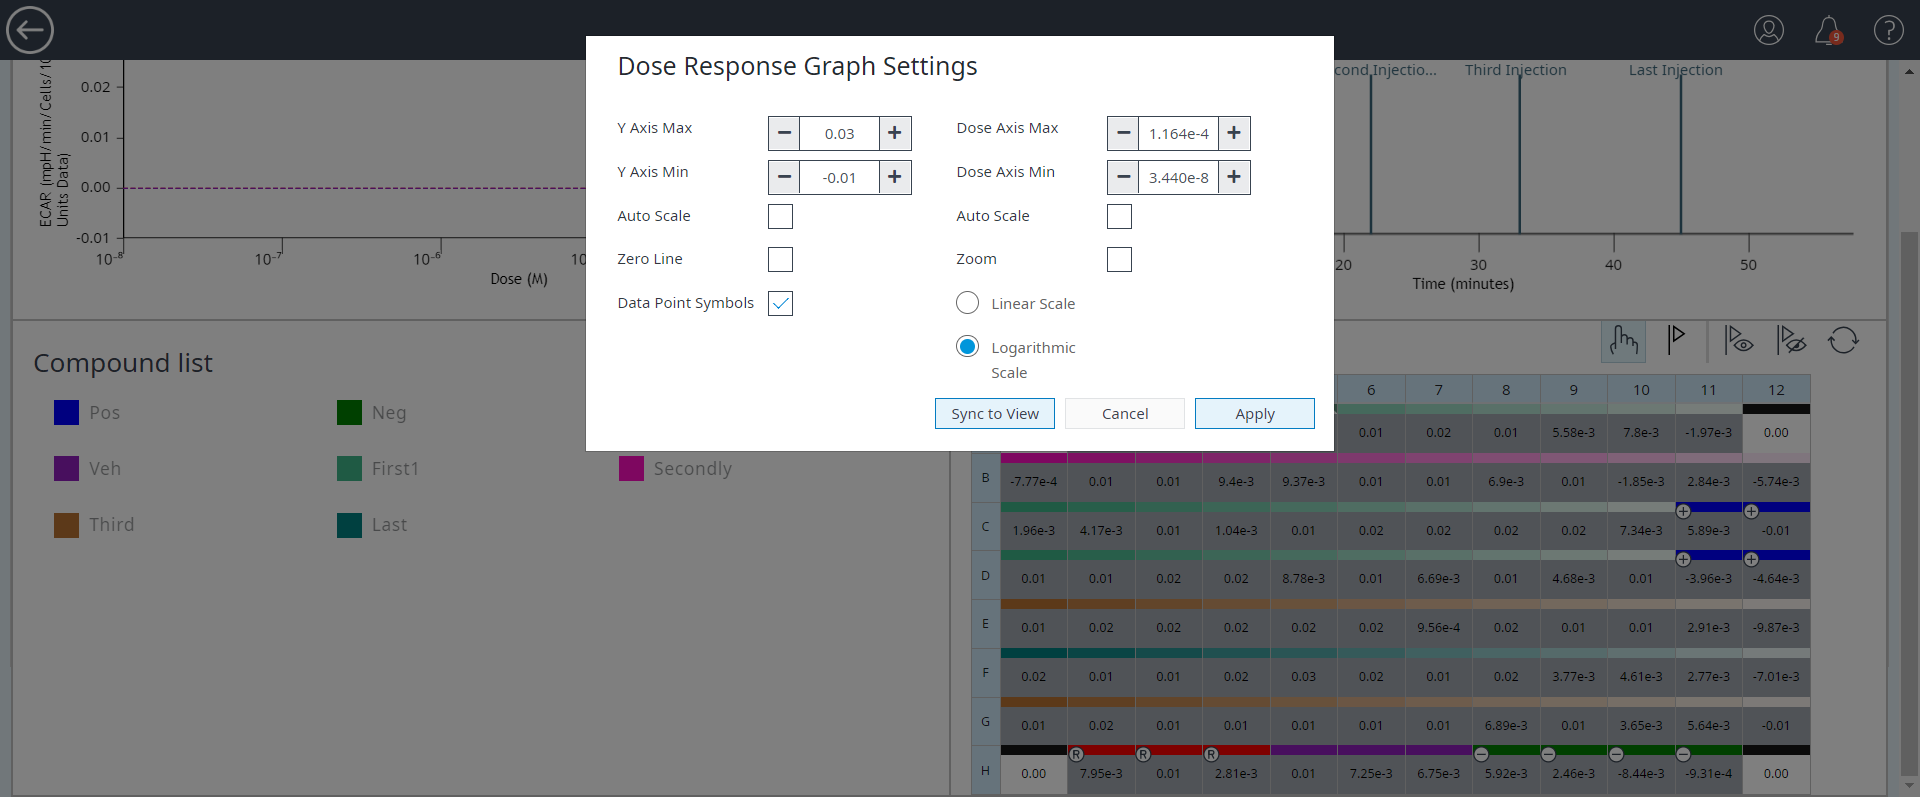 9
ECAR (mpH/min/Cells/10
Units Data)
0.02
0.01
0.00
-0.01
10⁻⁸
10⁻⁷
10⁻⁶
10
Dose (M)
Dose Response Graph Settings
Y Axis Max
0.03
Dose Axis Max
1.164e-4
Y Axis Min
-0.01
Dose Axis Min
3.440e-8
Auto Scale
Auto Scale
Zero Line
Zoom
Data Point Symbols
Linear Scale
Logarithmic
Scale
Sync to View
Cancel
Apply
cond Injectio...
Third Injection
Last Injection
20
30
40
50
Time (minutes)
Compound list
Pos
Neg
Veh
First1
Secondly
Third
Last
6 7 8 9 10 11 12
0.01 0.02 0.01 5.58e-3 7.8e-3 -1.97e-3 0.00
B -7.77e-4 0.01 0.01 9.4e-3 9.37e-3 0.01 0.01 6.9e-3 0.01 -1.85e-3 2.84e-3 -5.74e-3
C 1.96e-3 4.17e-3 0.01 1.04e-3 0.01 0.02 0.02 0.02 0.02 7.34e-3 5.89e-3 -0.01
D 0.01 0.01 0.02 0.02 8.78e-3 0.01 6.69e-3 0.01 4.68e-3 0.01 -3.96e-3 -4.64e-3
E 0.01 0.02 0.02 0.02 0.02 0.02 9.56e-4 0.02 0.01 0.01 2.91e-3 -9.87e-3
F 0.02 0.01 0.01 0.02 0.03 0.02 0.01 0.02 3.77e-3 4.61e-3 2.77e-3 -7.01e-3
G 0.01 0.02 0.01 0.01 0.01 0.01 0.01 6.89e-3 0.01 3.65e-3 5.64e-3 -0.01
R R R
H 0.00 7.95e-3 0.01 2.81e-3 0.01 7.25e-3 6.75e-3 5.92e-3 2.46e-3 -8.44e-3 -9.31e-4 0.00